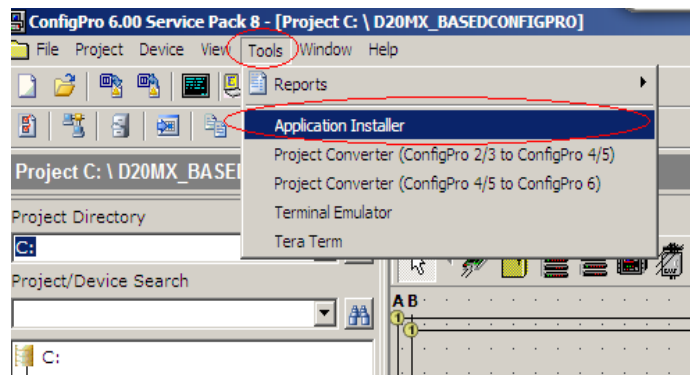 ConfigPro 6.00 Service Pack 8 - [Project C: \ D20MX_BASEDCONFIGPRO]
File Project Device View Tools Window Help
Reports
Application Installer
Project C: \ D20MX_BASE
Project Converter (ConfigPro 2/3 to ConfigPro 4/5)
Project Converter (ConfigPro 4/5 to ConfigPro 6)
Terminal Emulator
Project Directory
Tera Term
C:
Project/Device Search
A B
1
1
C: